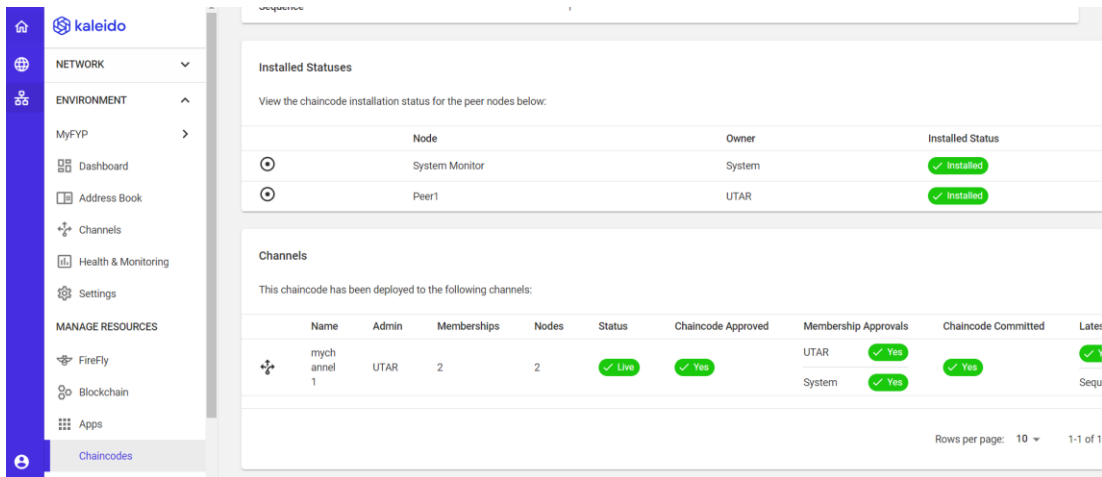 kaleido
NETWORK
ENVIRONMENT
MyFYP
Dashboard
Address Book
Channels
Health & Monitoring
Settings
MANAGE RESOURCES
FireFly
Blockchain
Apps
Chaincodes
Sequence
Installed Statuses
View the chaincode installation status for the peer nodes below:
Node Owner Installed Status
System Monitor System Installed
Peer1 UTAR Installed
Channels
This chaincode has been deployed to the following channels:
Name Admin Memberships Nodes Status Chaincode Approved Membership Approvals Chaincode Committed Lates
mych
annel
1
UTAR 2 2 Live Yes
UTAR Yes
System Yes
Yes
Sequ
Rows per page: 10 1-1 of 1